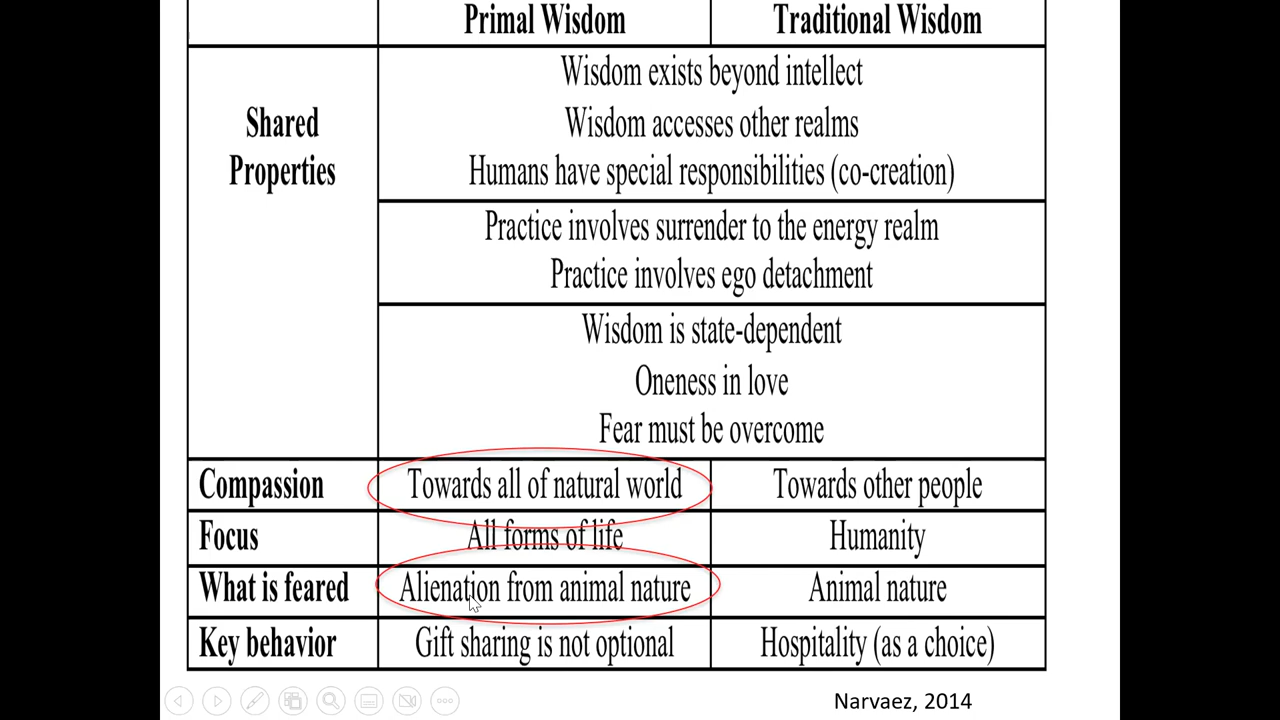 Primal Wisdom
Traditional Wisdom
Shared
Properties
Wisdom exists beyond intellect
Wisdom accesses other realms
Humans have special responsibilities (co-creation)
Practice involves surrender to the energy realm
Practice involves ego detachment
Wisdom is state-dependent
Oneness in love
Fear must be overcome
Compassion
Towards all of natural world
Towards other people
Focus
All forms of life
Humanity
What is feared
Alienation from animal nature
Animal nature
Key behavior
Gift sharing is not optional
Hospitality (as a choice)
Narvaez, 2014